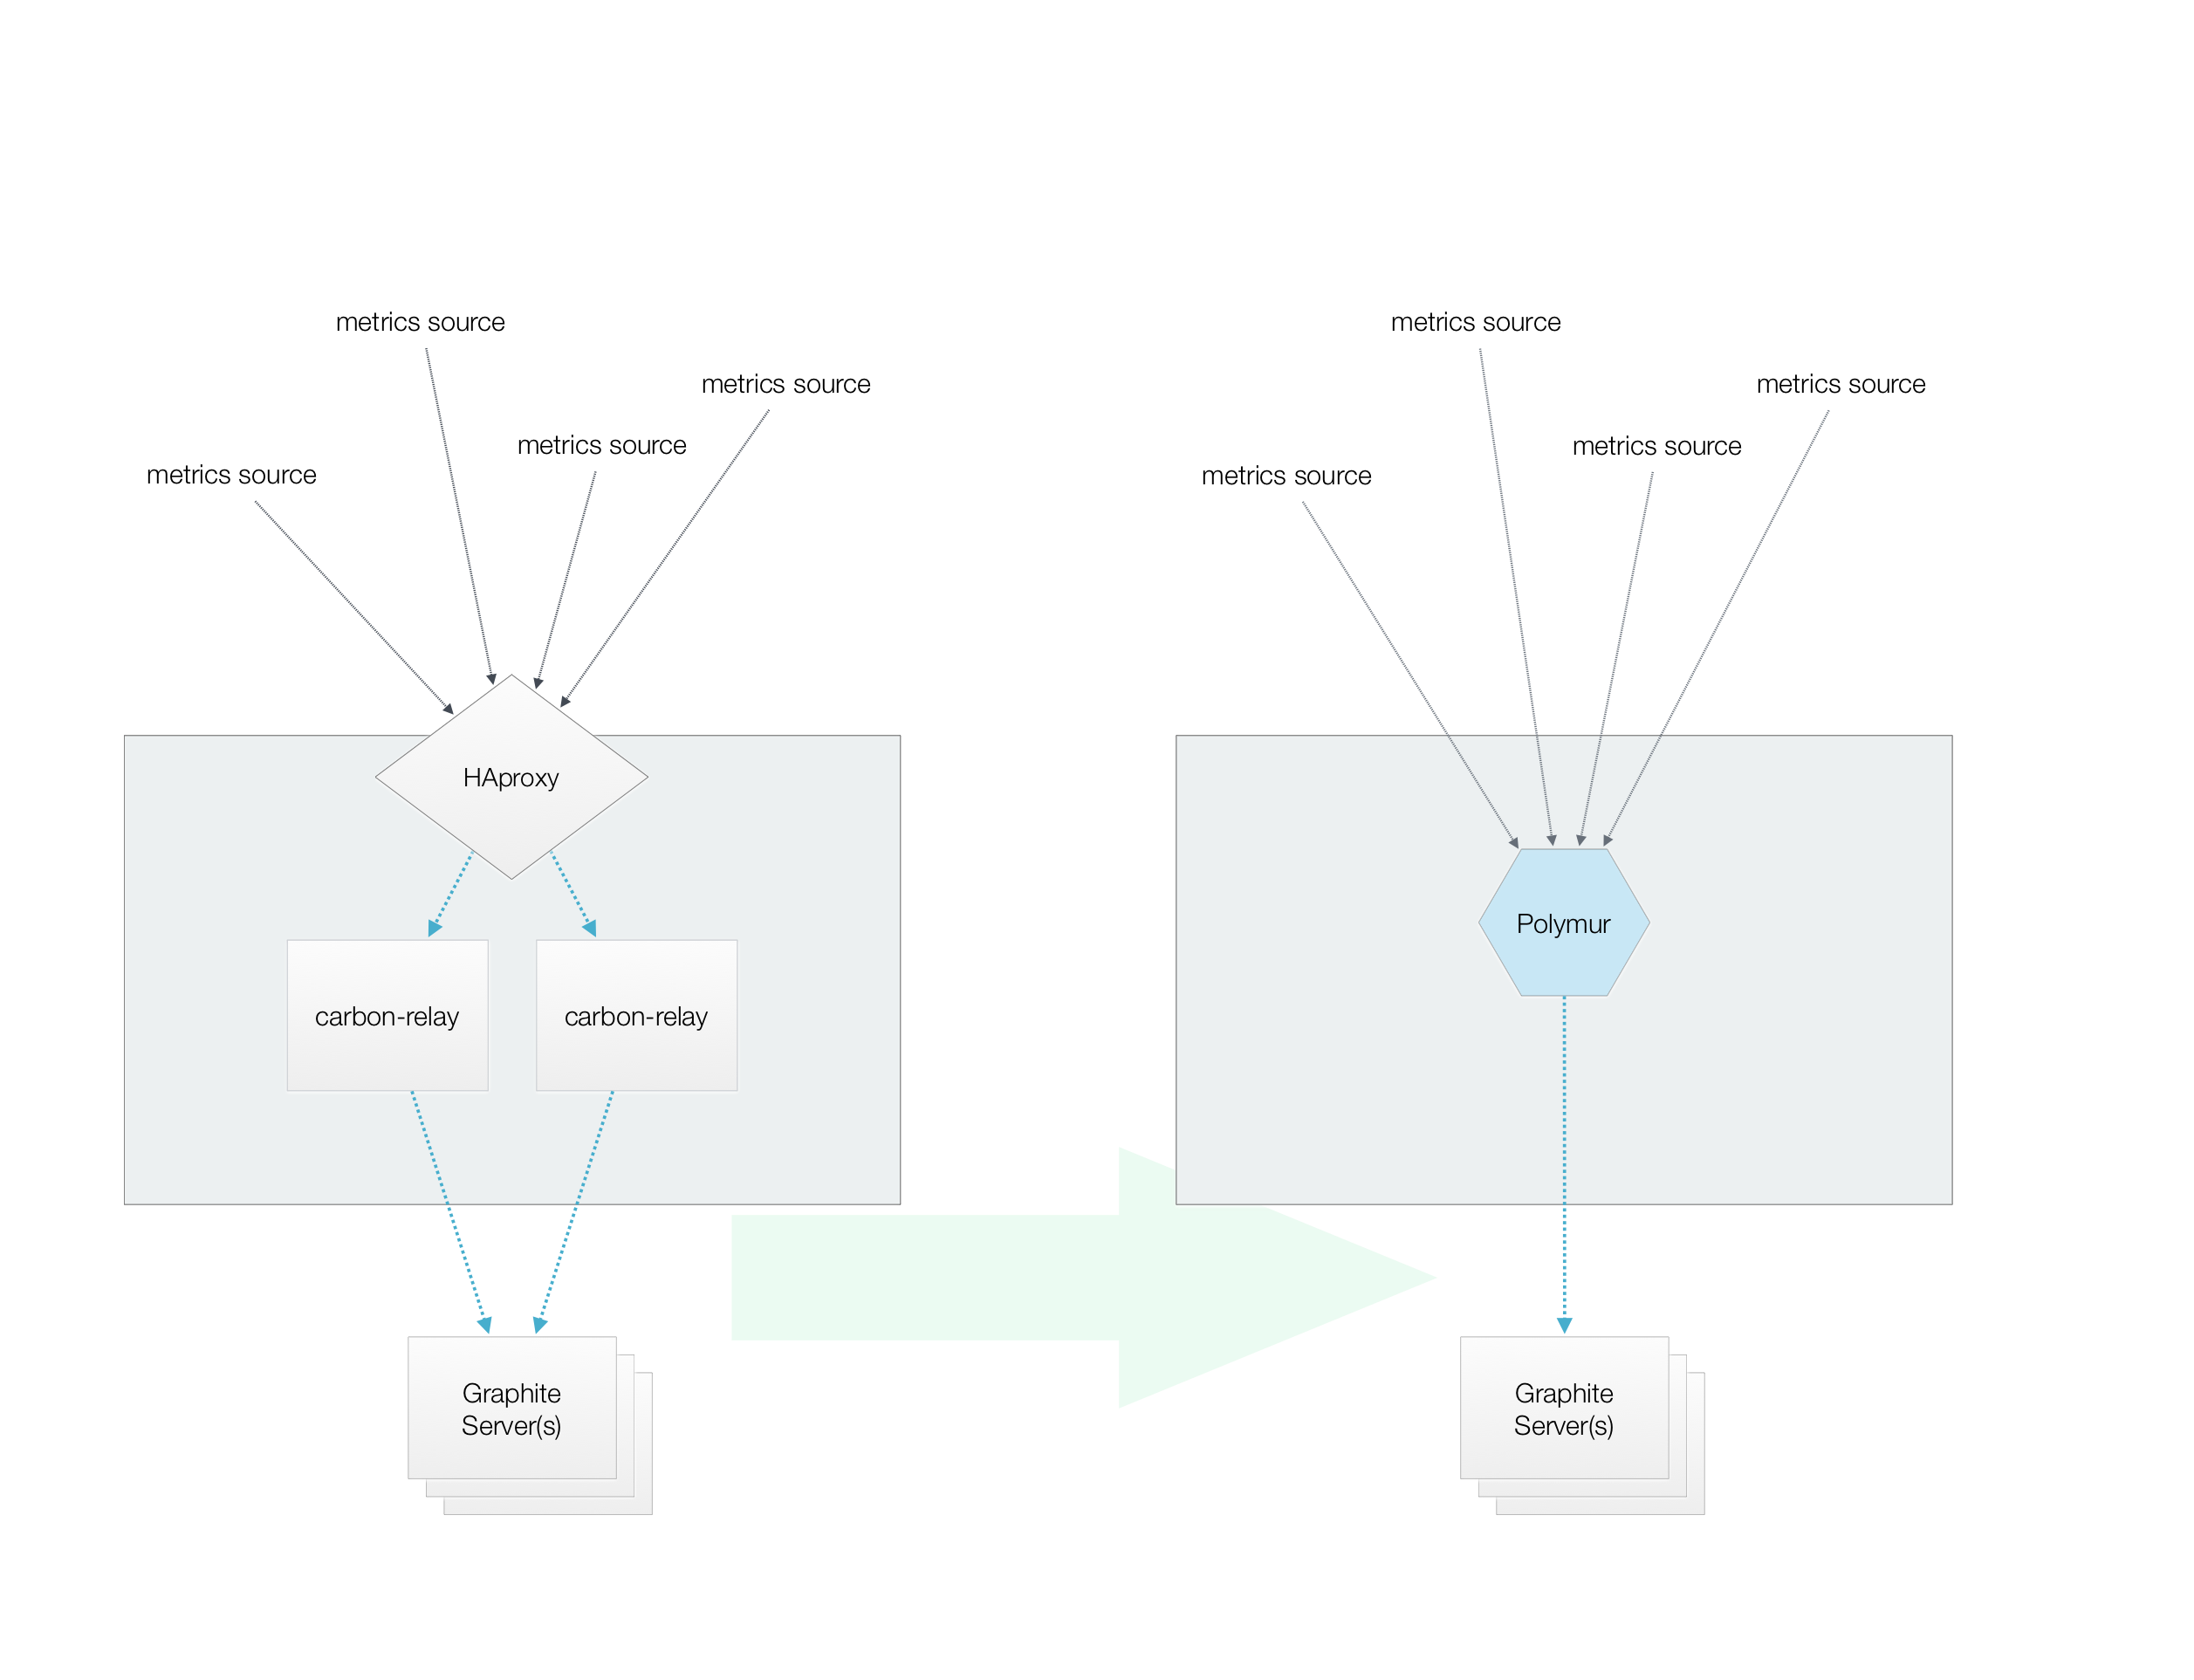 metrics source
metrics source
metrics source
metrics source
HAproxy
carbon-relay
carbon-relay
Graphite
Server(s)
metrics source
metrics source
metrics source
metrics source
Polymur
Graphite
Server(s)